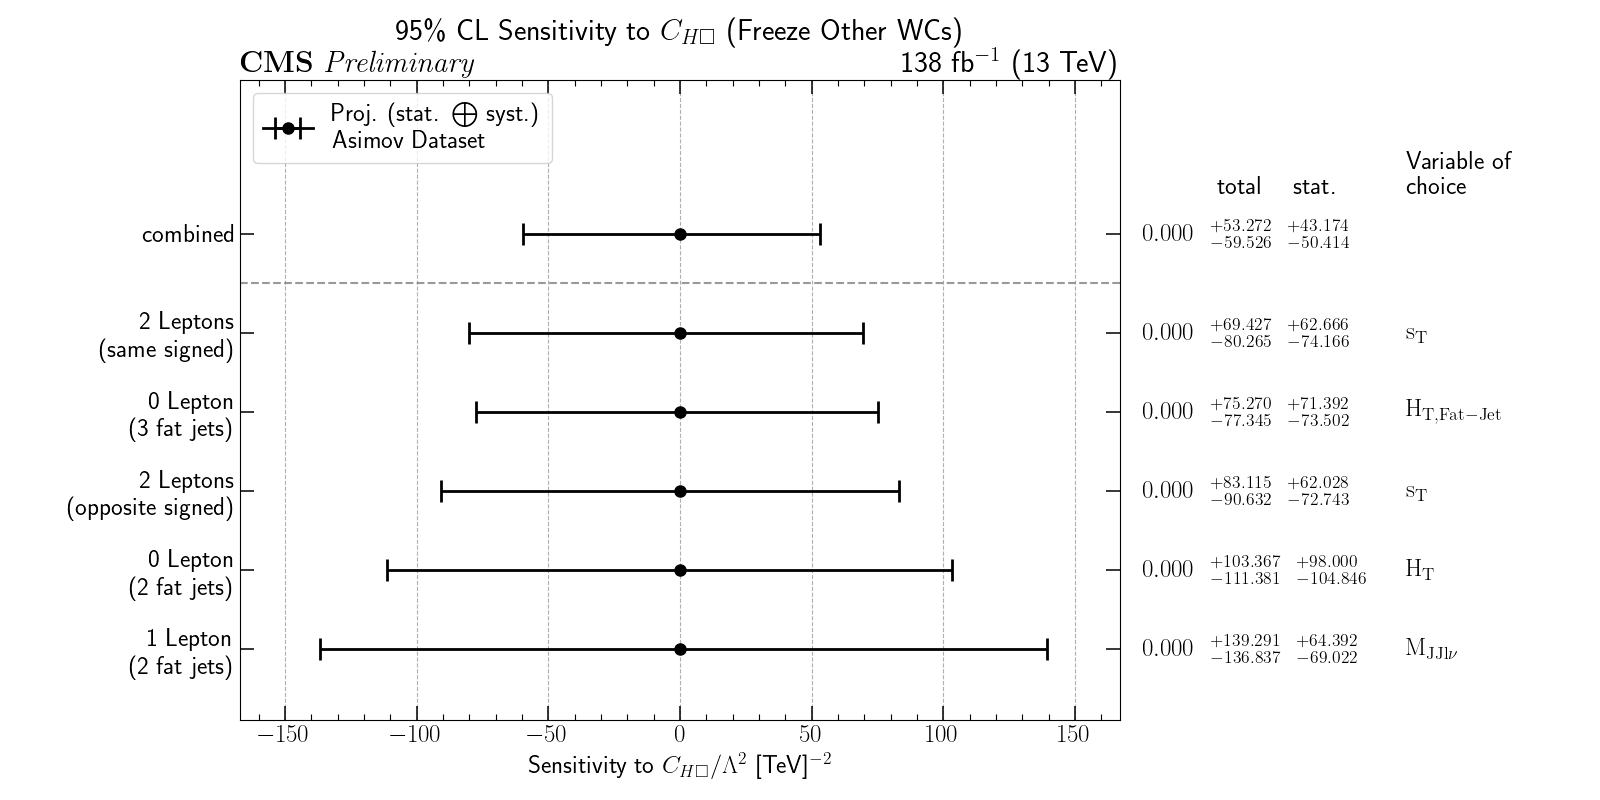 95% CL Sensitivity to $C_{H□}$ (Freeze Other WCs)
CMS Preliminary 138 fb$^{-1}$ (13 TeV)
Proj. (stat. ⨁ syst.)
Asimov Dataset
Variable of
total stat. choice
combined 0.000 +53.272 −59.526 +43.174 −50.414
2 Leptons
(same signed) 0.000 +69.427 −80.265 +62.666 −74.166 s$_{T}$
0 Lepton
(3 fat jets) 0.000 +75.270 −77.345 +71.392 −73.502 H$_{T,Fat−Jet}$
2 Leptons
(opposite signed) 0.000 +83.115 −90.632 +62.028 −72.743 s$_{T}$
0 Lepton
(2 fat jets) 0.000 +103.367 −111.381 +98.000 −104.846 H$_{T}$
1 Lepton
(2 fat jets) 0.000 +139.291 −136.837 +64.392 −69.022 M$_{JJlν}$
−150 −100 −50 0 50 100 150
Sensitivity to $C_{H□}/Λ^{2}$ [TeV]$^{−2}$